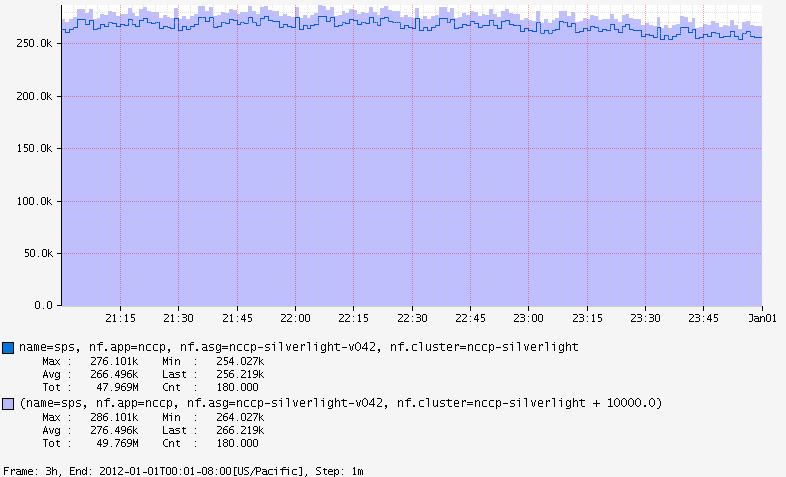 250.0k
200.0k
150.0k
100.0k
50.0k
0.0
21:15 21:30 21:45 22:00 22:15 22:30 22:45 23:00 23:15 23:30 23:45 Jan01
name=sps, nf.app=nccp, nf.asg=nccp-silverlight-v042, nf.cluster=nccp-silverlight
Max : 276.101k Min : 254.027k
Avg : 266.496k Last : 256.219k
Tot : 47.969M Cnt : 180.000
(name=sps, nf.app=nccp, nf.asg=nccp-silverlight-v042, nf.cluster=nccp-silverlight + 10000.0)
Max : 286.101k Min : 264.027k
Avg : 276.496k Last : 266.219k
Tot : 49.769M Cnt : 180.000
Frame: 3h, End: 2012-01-01T00:01-08:00[US/Pacific], Step: 1m